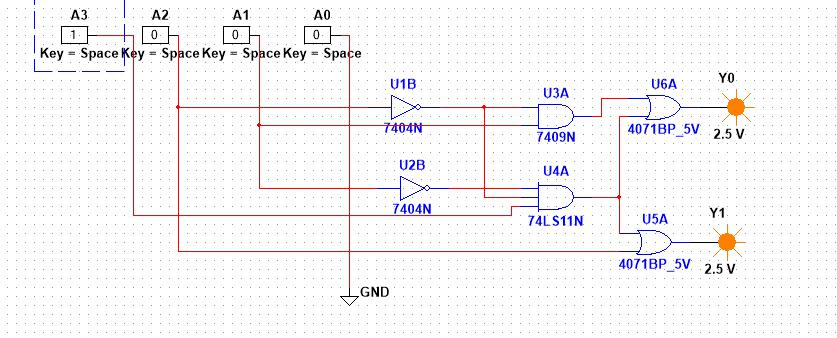 A3 A2 A1 A0
1 0 0 0
Key = Space Key = Space Key = Space Key = Space
U1B
7404N
U3A
7409N
U6A
4071BP_5V
Y0
2.5 V
U2B
7404N
U4A
74LS11N
U5A
4071BP_5V
Y1
2.5 V
GND